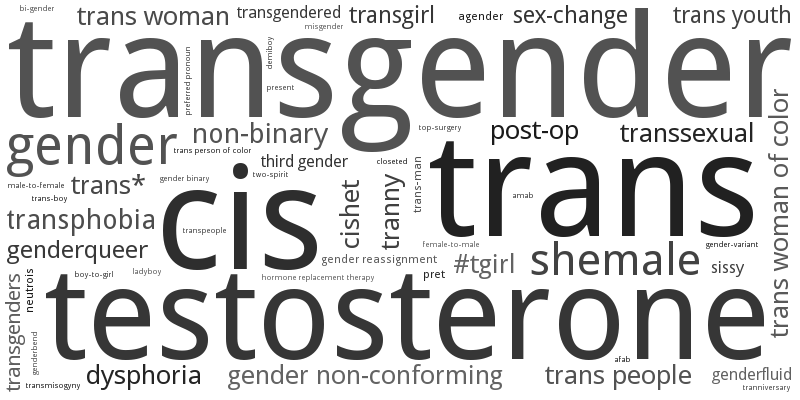 bi-gender
trans woman
transgendered
transgirl
agender
sex-change
trans youth
misgender
transgender
preferred pronoun
demiboy
present
gender
non-binary
top-surgery
post-op
transsexual
trans woman of color
trans person of color
third gender
closeted
trans
male-to-female
trans*
gender binary
two-spirit
trans-boy
cis
cishet
tranny
trans-man
amab
transphobia
transpeople
genderqueer
female-to-male
gender-variant
gender reassignment
#tgirl
shemale
sissy
boy-to-girl
ladyboy
hormone replacement therapy
pret
transgenders
neutrois
testosterone
genderbend
afab
transmisogyny
dysphoria
gender non-conforming
trans people
genderfluid
tranniversary